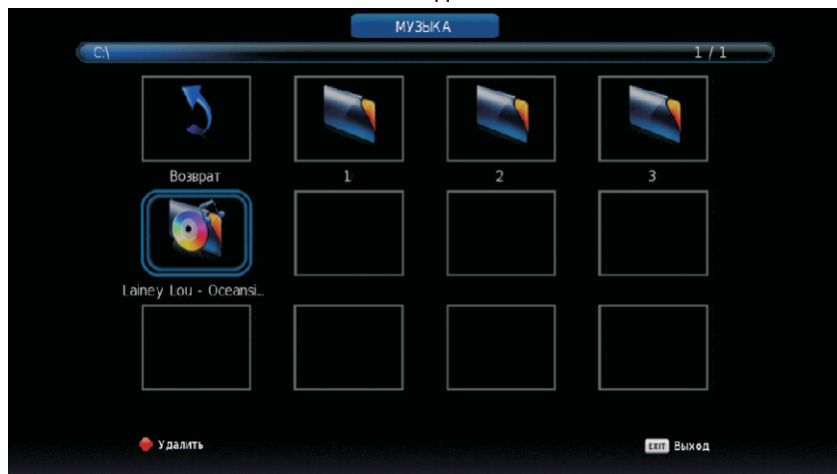 МУЗЫКА
C:\ 1 / 1
Возврат 1 2 3
Lainey Lou - Oceansi...
Удалить EXIT Выход